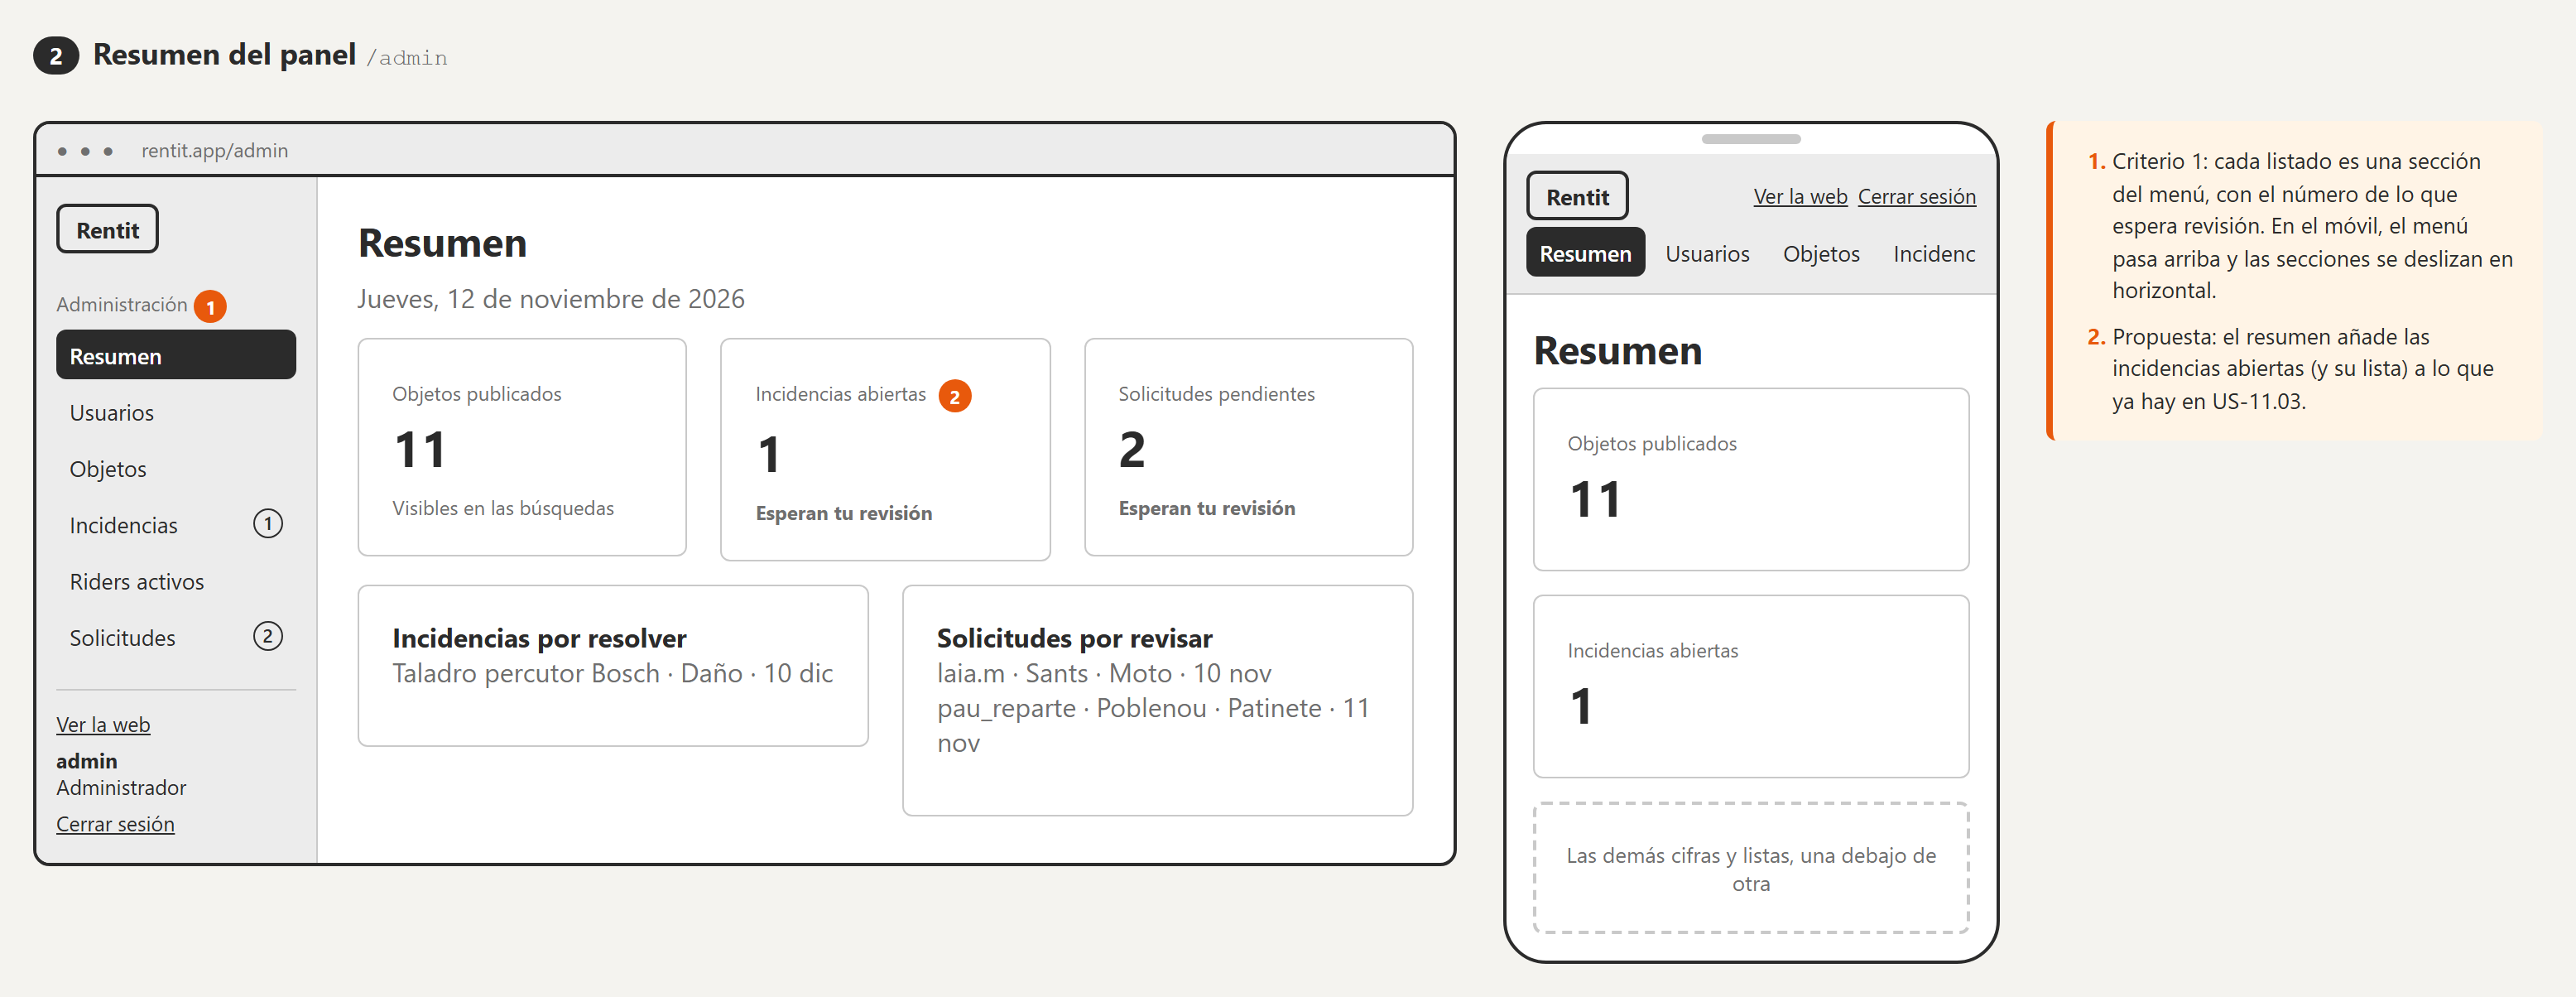 2 Resumen del panel /admin
rentit.app/admin
Rentit
Administración 1
Resumen
Usuarios
Objetos
Incidencias 1
Riders activos
Solicitudes 2
Ver la web
admin
Administrador
Cerrar sesión
Resumen
Jueves, 12 de noviembre de 2026
Objetos publicados
11
Visibles en las búsquedas
Incidencias abiertas 2
1
Esperan tu revisión
Solicitudes pendientes
2
Esperan tu revisión
Incidencias por resolver
Taladro percutor Bosch · Daño · 10 dic
Solicitudes por revisar
laia.m · Sants · Moto · 10 nov
pau_reparte · Poblenou · Patinete · 11
nov
Rentit
Ver la web Cerrar sesión
Resumen Usuarios Objetos Incidenc
Resumen
Objetos publicados
11
Incidencias abiertas
1
Las demás cifras y listas, una debajo de
otra
1. Criterio 1: cada listado es una sección
del menú, con el número de lo que
espera revisión. En el móvil, el menú
pasa arriba y las secciones se deslizan en
horizontal.
2. Propuesta: el resumen añade las
incidencias abiertas (y su lista) a lo que
ya hay en US-11.03.